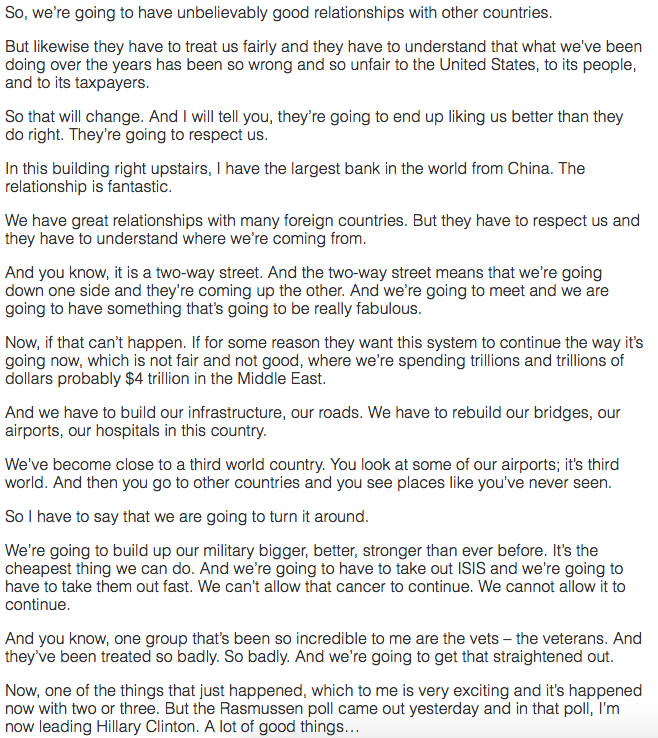 So, we're going to have unbelievably good relationships with other countries.
But likewise they have to treat us fairly and they have to understand that what we've been
doing over the years has been so wrong and so unfair to the United States, to its people,
and to its taxpayers.
So that will change. And I will tell you, they're going to end up liking us better than they
do right. They're going to respect us.
In this building right upstairs, I have the largest bank in the world from China. The
relationship is fantastic.
We have great relationships with many foreign countries. But they have to respect us and
they have to understand where we're coming from.
And you know, it is a two-way street. And the two-way street means that we're going
down one side and they're coming up the other. And we're going to meet and we are
going to have something that's going to be really fabulous.
Now, if that can't happen. If for some reason they want this system to continue the way it's
going now, which is not fair and not good, where we're spending trillions and trillions of
dollars probably $4 trillion in the Middle East.
And we have to build our infrastructure, our roads. We have to rebuild our bridges, our
airports, our hospitals in this country.
We've become close to a third world country. You look at some of our airports; it's third
world. And then you go to other countries and you see places like you've never seen.
So I have to say that we are going to turn it around.
We're going to build up our military bigger, better, stronger than ever before. It's the
cheapest thing we can do. And we're going to have to take out ISIS and we're going to
have to take them out fast. We can't allow that cancer to continue. We cannot allow it to
continue.
And you know, one group that's been so incredible to me are the vets – the veterans. And
they've been treated so badly. So badly. And we're going to get that straightened out.
Now, one of the things that just happened, which to me is very exciting and it's happened
now with two or three. But the Rasmussen poll came out yesterday and in that poll, I'm
now leading Hillary Clinton. A lot of good things…